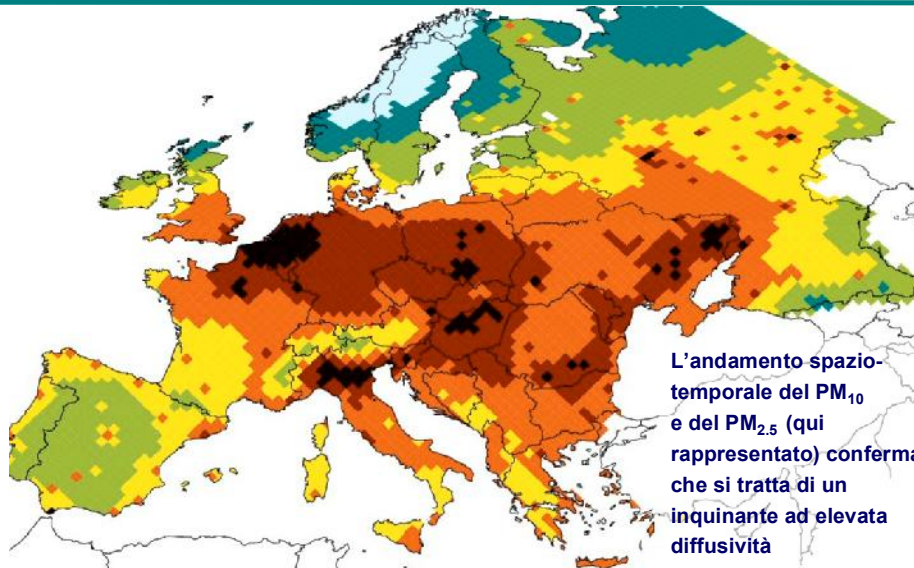 L’andamento spazio-
temporale del PM10
e del PM2.5 (qui
rappresentato) conferma
che si tratta di un
inquinante ad elevata
diffusività